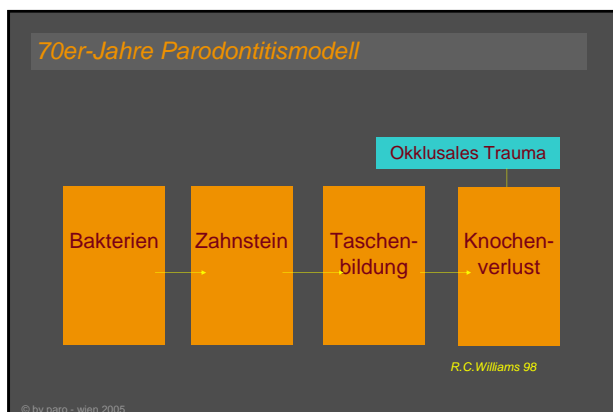 70er-Jahre Parodontitismodell
Okklusales Trauma
Bakterien
Zahnstein
Taschen-
bildung
Knochen-
verlust
R.C.Williams 98
© by paro - wien 2005